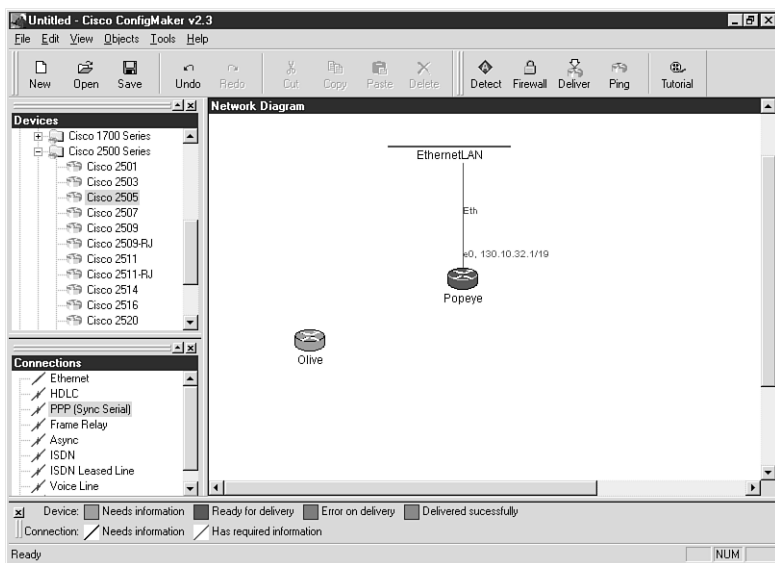 Untitled - Cisco ConfigMaker v2.3
File Edit View Objects Tools Help
New Open Save Undo Redo Cut Copy Paste Delete Detect Firewall Deliver Ping Tutorial
Devices
Cisco 1700 Series
Cisco 2500 Series
Cisco 2501
Cisco 2503
Cisco 2505
Cisco 2507
Cisco 2509
Cisco 2509-RJ
Cisco 2511
Cisco 2511-RJ
Cisco 2514
Cisco 2516
Cisco 2520
Connections
Ethernet
HDLC
PPP (Sync Serial)
Frame Relay
Async
ISDN
ISDN Leased Line
Voice Line
Network Diagram
EthernetLAN
Eth
e0, 130.10.32.1/19
Popeye
Olive
Device: Needs information Ready for delivery Error on delivery Delivered sucessfully
Connection: Needs information Has required information
Ready NUM